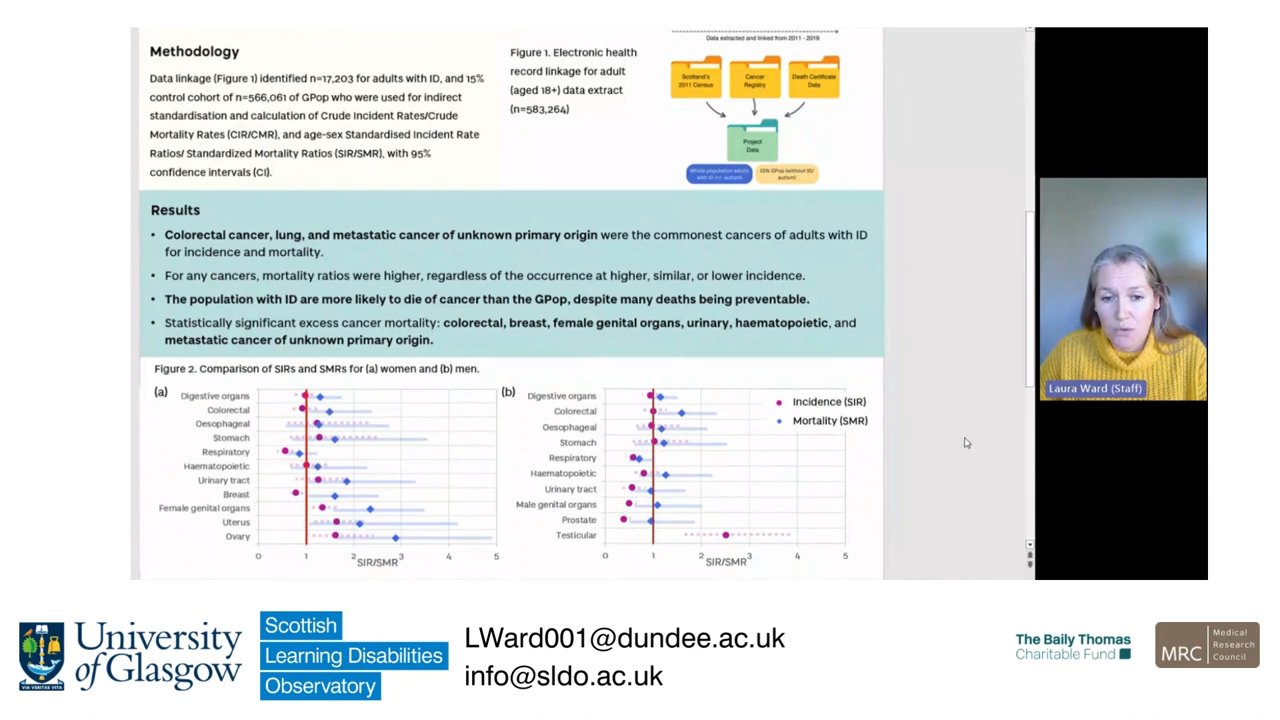 Methodology
Data linkage (Figure 1) identified n=17,203 for adults with ID, and 15%
control cohort of n=566,061 of GPop who were used for indirect
standardisation and calculation of Crude Incident Rates/Crude
Mortality Rates (CIR/CMR), and age-sex Standardised Incident Rate
Ratios/ Standardized Mortality Ratios (SIR/SMR), with 95%
confidence intervals (CI).
Figure 1. Electronic health
record linkage for adult
(aged 18+) data extract
(n=583,264)
Data extracted and linked from 2011 - 2019
Scotland's
2011 Census
Cancer
Registry
Death Certificate
Data
Project
Data
Whole population adults
with ID (+/- autism)
15% GPop (without ID/
autism)
Results
• Colorectal cancer, lung, and metastatic cancer of unknown primary origin were the commonest cancers of adults with ID
for incidence and mortality.
• For any cancers, mortality ratios were higher, regardless of the occurrence at higher, similar, or lower incidence.
• The population with ID are more likely to die of cancer than the GPop, despite many deaths being preventable.
• Statistically significant excess cancer mortality: colorectal, breast, female genital organs, urinary, haematopoietic, and
metastatic cancer of unknown primary origin.
Figure 2. Comparison of SIRs and SMRs for (a) women and (b) men.
(a)
Digestive organs
Colorectal
Oesophageal
Stomach
Respiratory
Haematopoietic
Urinary tract
Breast
Female genital organs
Uterus
Ovary
0 1 2 3 4 5
SIR/SMR
(b)
Digestive organs
Colorectal
Oesophageal
Stomach
Respiratory
Haematopoietic
Urinary tract
Male genital organs
Prostate
Testicular
0 1 2 3 4 5
SIR/SMR
Incidence (SIR)
Mortality (SMR)
Laura Ward (Staff)
University
of Glasgow
VIA VERITAS VITA
Scottish
Learning Disabilities
Observatory
LWard001@dundee.ac.uk
info@sldo.ac.uk
The Baily Thomas
Charitable Fund
MRC
Medical
Research
Council